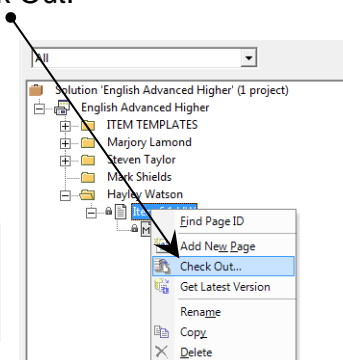 Out.
All
Solution 'English Advanced Higher' (1 project)
English Advanced Higher
ITEM TEMPLATES
Marjory Lamond
Steven Taylor
Mark Shields
Hayley Watson
Find Page ID
Add New Page
Check Out...
Get Latest Version
Rename
Copy
Delete